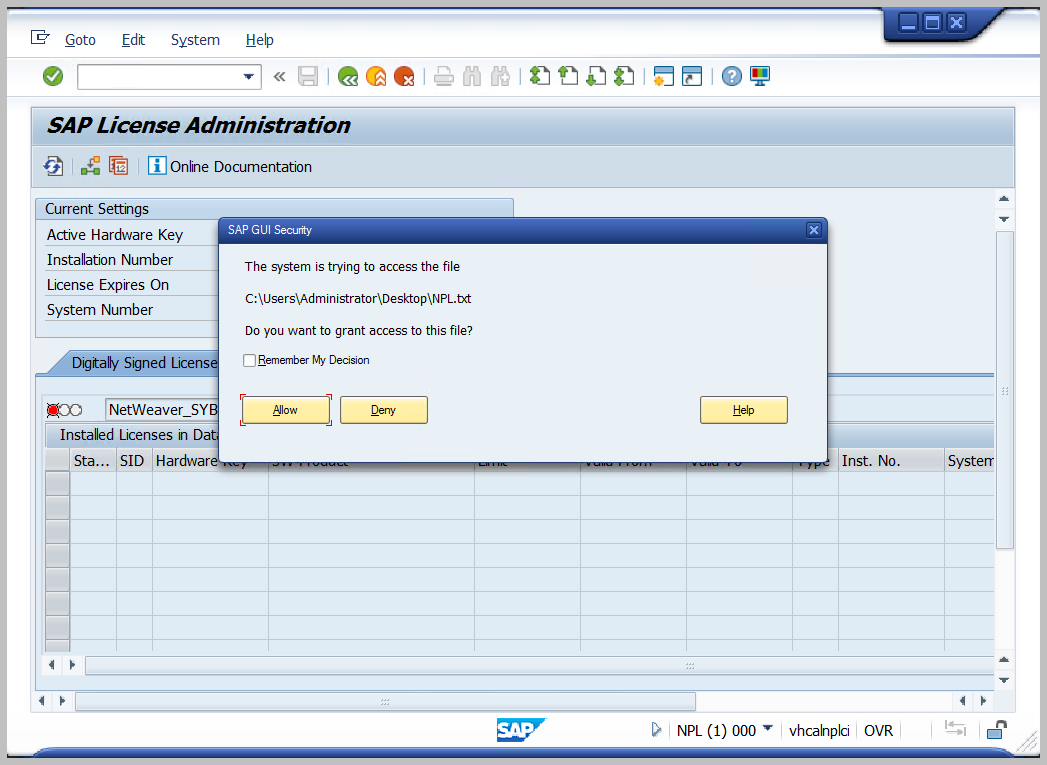 Goto Edit System Help
SAP License Administration
Online Documentation
Current Settings
Active Hardware Key
Installation Number
License Expires On
System Number
SAP GUI Security
The system is trying to access the file
C:\Users\Administrator\Desktop\NPL.txt
Do you want to grant access to this file?
Remember My Decision
Allow Deny Help
Digitally Signed License
NetWeaver_SYB
Installed Licenses in Data
Sta... SID Hardware Key SW Product Limit Valid From Valid To Type Inst. No. System
SAP NPL (1) 000 vhcalnplci OVR